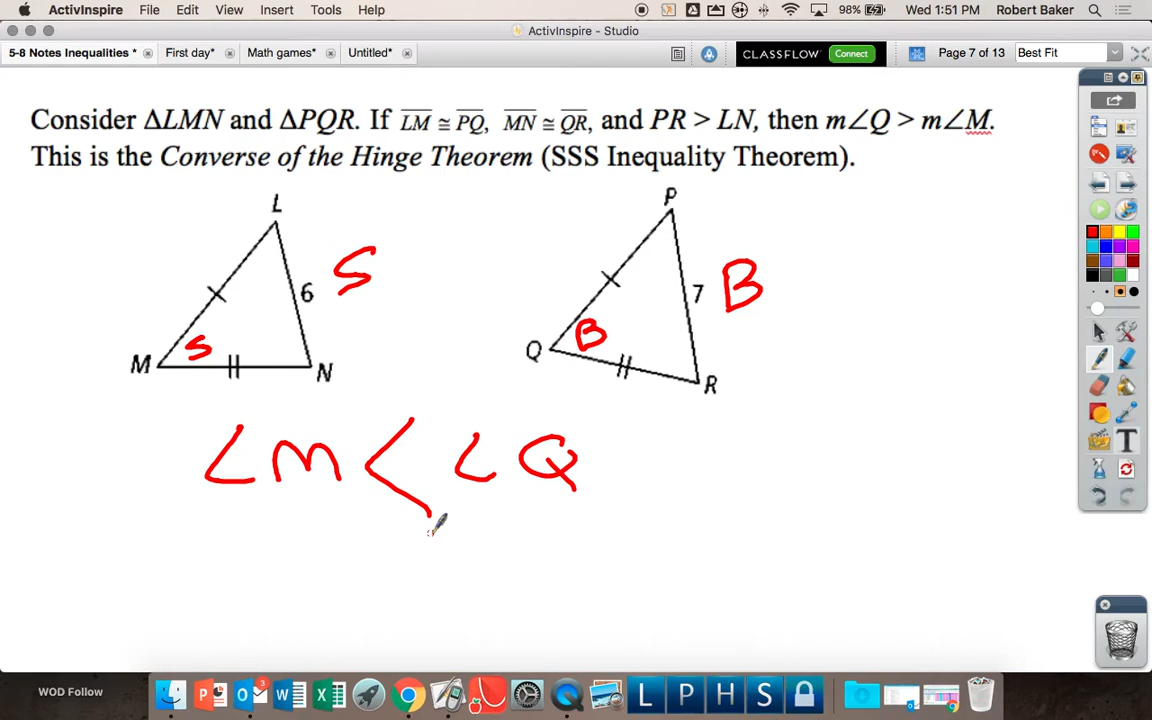 ActivInspire File Edit View Insert Tools Help 98% Wed 1:51 PM Robert Baker
ActivInspire - Studio
5-8 Notes Inequalities * First day* Math games* Untitled* CLASSFLOW Connect Page 7 of 13 Best Fit
Consider ΔLMN and ΔPQR. If LM ≅ PQ, MN ≅ QR, and PR > LN, then m∠Q > m∠M.
This is the Converse of the Hinge Theorem (SSS Inequality Theorem).
L P
S B
6 7
S B
M N Q R
∠M < ∠Q
T
3
L P H S
WOD Follow